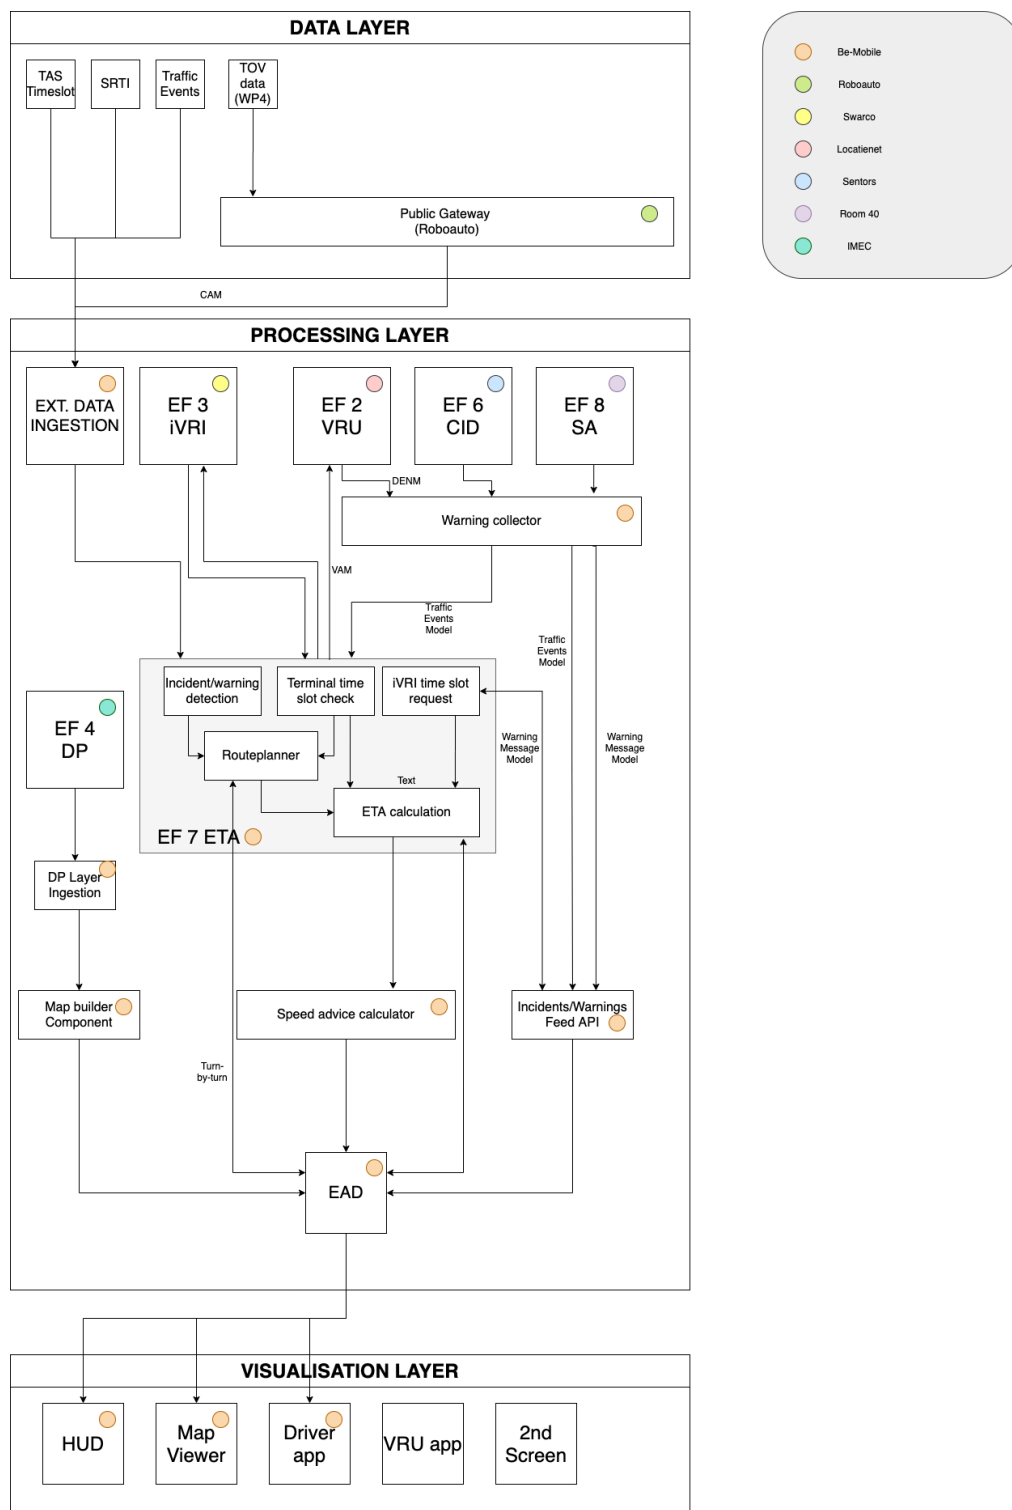 DATA LAYER
TAS
Timeslot
SRTI
Traffic
Events
TOV
data
(WP4)
Public Gateway
(Roboauto)
CAM
Be-Mobile
Roboauto
Swarco
Locatienet
Sentors
Room 40
IMEC
PROCESSING LAYER
EXT. DATA
INGESTION
EF 3
iVRI
EF 2
VRU
EF 6
CID
EF 8
SA
DENM
Warning collector
VAM
Traffic
Events
Model
Traffic
Events
Model
Incident/warning
detection
Terminal time
slot check
iVRI time slot
request
EF 4
DP
Routeplanner
Warning
Message
Model
Warning
Message
Model
Text
ETA calculation
EF 7 ETA
DP Layer
Ingestion
Map builder
Component
Speed advice calculator
Incidents/Warnings
Feed API
Turn-
by-turn
EAD
VISUALISATION LAYER
HUD
Map
Viewer
Driver
app
VRU app
2nd
Screen